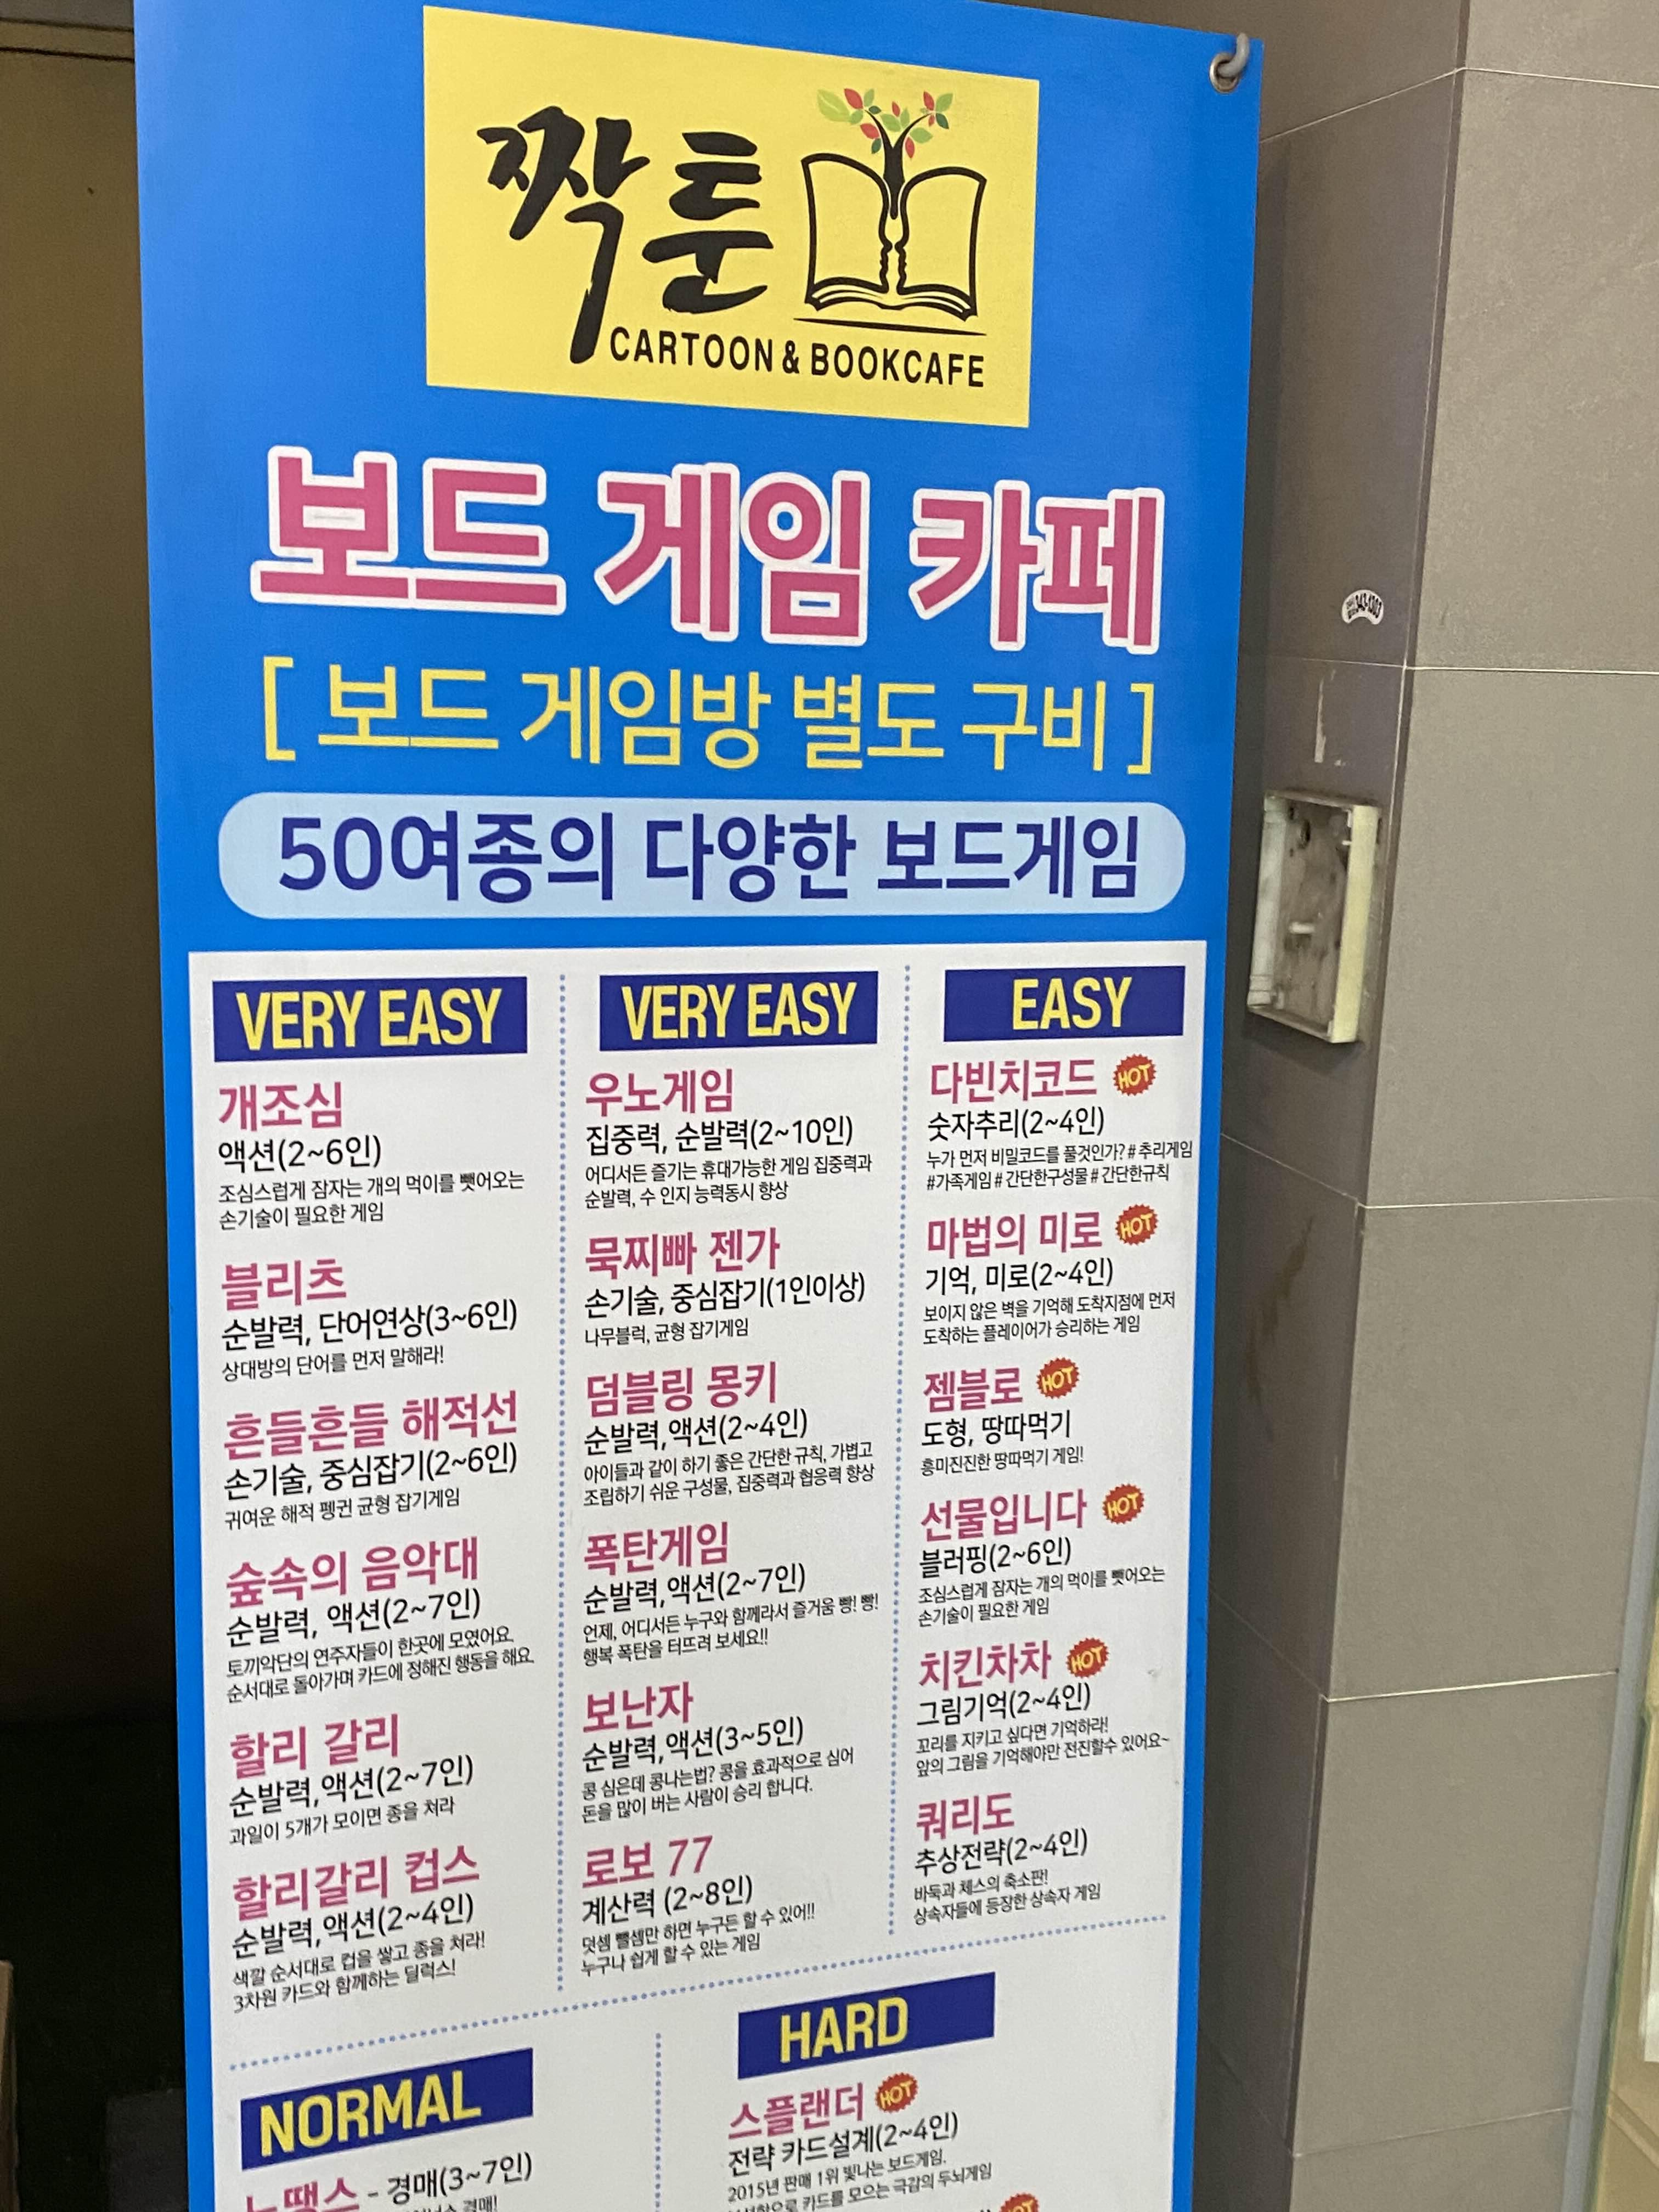 짝툰
CARTOON & BOOKCAFE
보드 게임 카페
[ 보드 게임방 별도 구비 ]
50여종의 다양한 보드게임
VERY EASY
개조심
액션(2~6인)
조심스럽게 잠자는 개의 먹이를 뺏어오는
손기술이 필요한 게임
블리츠
순발력, 단어연상(3~6인)
상대방의 단어를 먼저 말해라!
흔들흔들 해적선
손기술, 중심잡기(2~6인)
귀여운 해적 펭귄 균형 잡기게임
숲속의 음악대
순발력, 액션(2~7인)
토끼악단의 연주자들이 한곳에 모였어요.
순서대로 돌아가며 카드에 정해진 행동을 해요.
할리 갈리
순발력,액션(2~7인)
과일이 5개가 모이면 종을 쳐라
할리갈리 컵스
순발력,액션(2~4인)
색깔 순서대로 컵을 쌓고 종을 쳐라!
3차원 카드와 함께하는 딜럭스!
VERY EASY
우노게임
집중력, 순발력(2~10인)
어디서든 즐기는 휴대가능한 게임 집중력과
순발력, 수 인지 능력동시 향상
묵찌빠 젠가
손기술, 중심잡기(1인이상)
나무블럭, 균형 잡기게임
덤블링 몽키
순발력,액션(2~4인)
아이들과 같이 하기 좋은 간단한 규칙, 가볍고
조립하기 쉬운 구성물, 집중력과 협응력 향상
폭탄게임
순발력,액션(2~7인)
언제, 어디서든 누구와 함께라서 즐거움 빵! 빵!
행복 폭탄을 터뜨려 보세요!!
보난자
순발력,액션(3~5인)
콩 심은데 콩나는법? 콩을 효과적으로 심어
돈을 많이 버는 사람이 승리 합니다.
로보 77
계산력 (2~8인)
덧셈 뺄셈만 하면 누구든 할 수 있어!!
누구나 쉽게 할 수 있는 게임
EASY
다빈치코드 HOT
숫자추리(2~4인)
누가 먼저 비밀코드를 풀것인가? # 추리게임
#가족게임 # 간단한구성물 # 간단한규칙
마법의 미로 HOT
기억, 미로(2~4인)
보이지 않은 벽을 기억해 도착지점에 먼저
도착하는 플레이어가 승리하는 게임
젬블로 HOT
도형, 땅따먹기
흥미진진한 땅따먹기 게임!
선물입니다 HOT
블러핑(2~6인)
조심스럽게 잠자는 개의 먹이를 뺏어오는
손기술이 필요한 게임
치킨차차 HOT
그림기억(2~4인)
꼬리를 지키고 싶다면 기억하라!
앞의 그림을 기억해야만 전진할수 있어요~
쿼리도
추상전략(2~4인)
바둑과 체스의 축소판!
상속자들에 등장한 상속자 게임
NORMAL
노땡스 - 경매(3~7인)
경매!
HARD
스플랜더 HOT
전략 카드설계(2~4인)
2015년 판매 1위 빛나는 보드게임.
카드를 모으는 극감의 두뇌게임
HOT